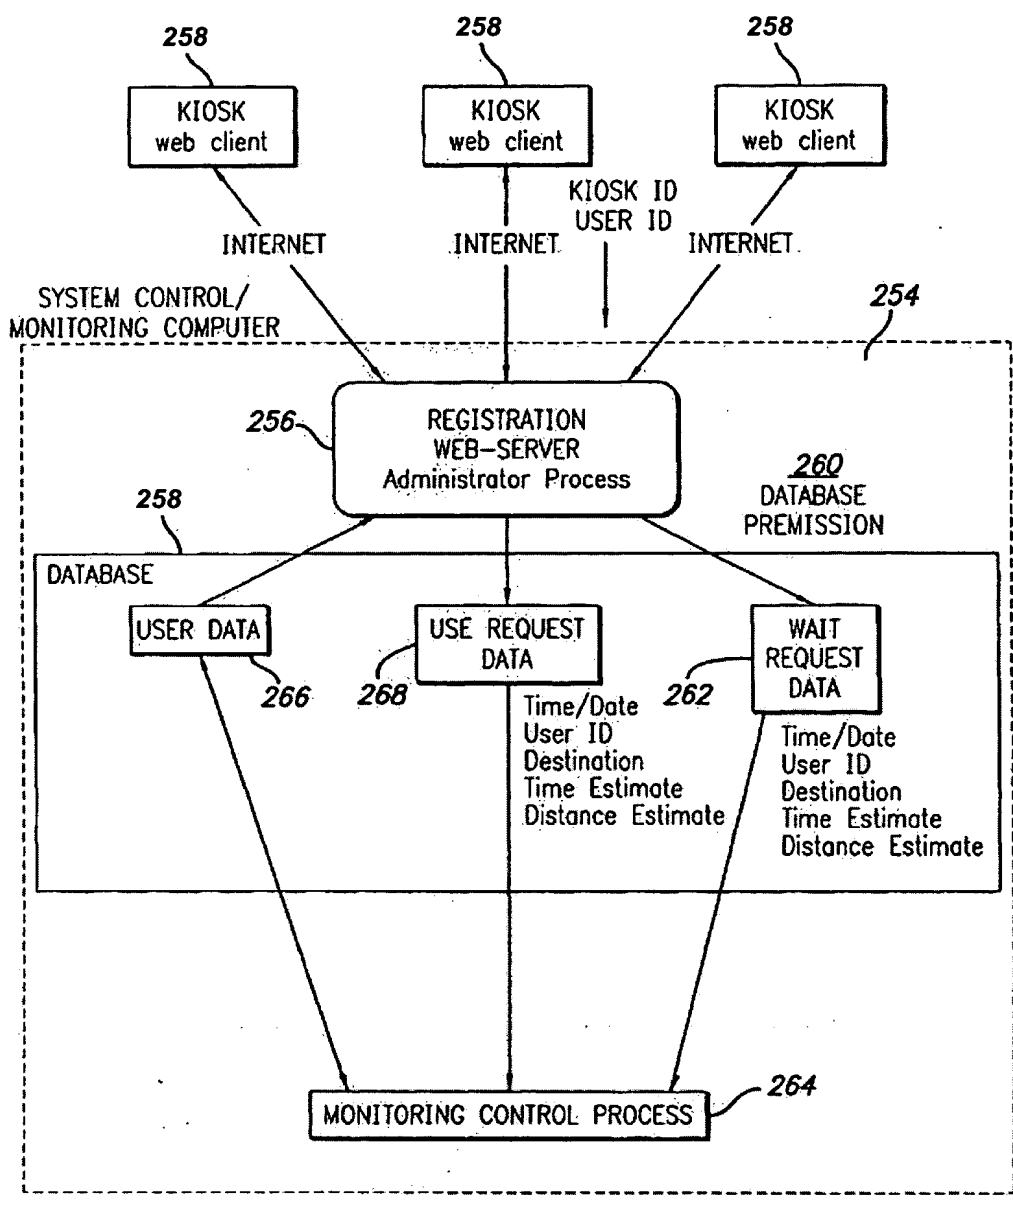 258
258
258
KIOSK
web client
KIOSK
web client
KIOSK
web client
KIOSK ID
USER ID
INTERNET
INTERNET
INTERNET
SYSTEM CONTROL/
MONITORING COMPUTER
254
256
REGISTRATION
WEB-SERVER
Administrator Process
260
DATABASE
PREMISSION
258
DATABASE
USER DATA
266
USE REQUEST
DATA
268
WAIT
REQUEST
DATA
262
Time/Date
User ID
Destination
Time Estimate
Distance Estimate
Time/Date
User ID
Destination
Time Estimate
Distance Estimate
MONITORING CONTROL PROCESS
264